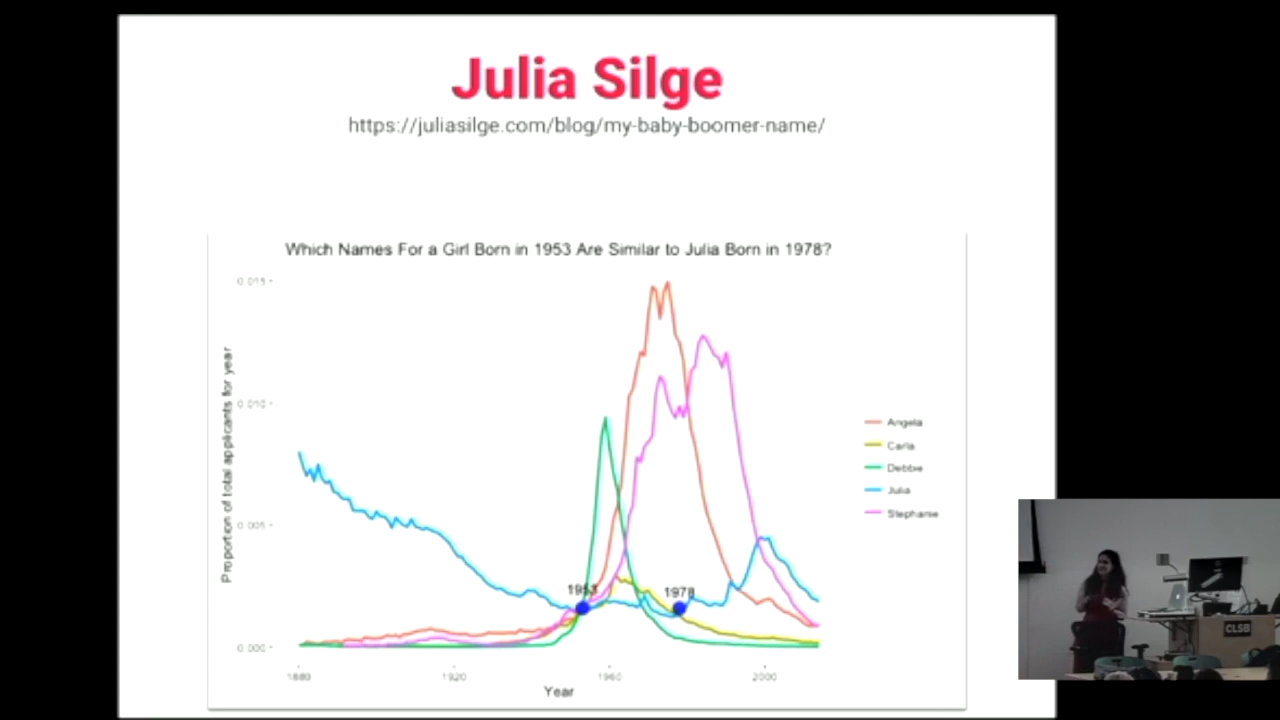 Julia Silge
https://juliasilge.com/blog/my-baby-boomer-name/
Which Names For a Girl Born in 1953 Are Similar to Julia Born in 1978?
0.015
0.010
0.005
0.000
Proportion of total applicants for year
1953
1978
1880
1920
1960
2000
Year
Angela
Carla
Debbie
Julia
Stephanie
CLSB